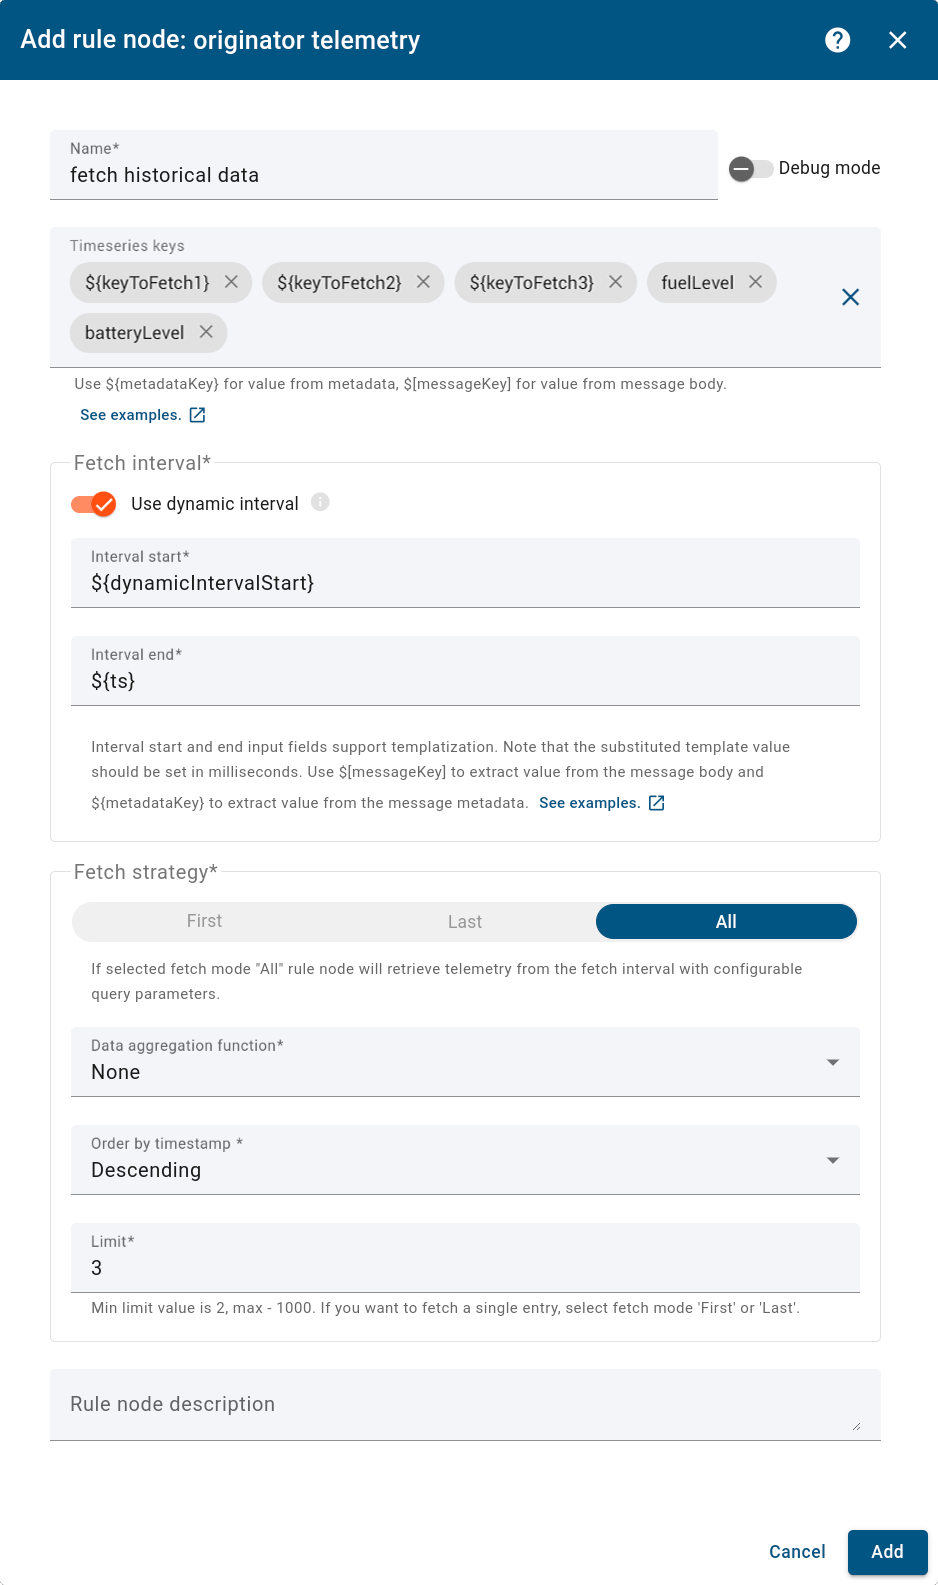 Add rule node: originator telemetry
Name*
fetch historical data
Debug mode
Timeseries keys
${keyToFetch1} ${keyToFetch2} ${keyToFetch3} fuelLevel
batteryLevel
Use ${metadataKey} for value from metadata, $[messageKey] for value from message body.
See examples.
Fetch interval*
Use dynamic interval
Interval start*
${dynamicIntervalStart}
Interval end*
${ts}
Interval start and end input fields support templatization. Note that the substituted template value
should be set in milliseconds. Use $[messageKey] to extract value from the message body and
${metadataKey} to extract value from the message metadata. See examples.
Fetch strategy*
First Last All
If selected fetch mode "All" rule node will retrieve telemetry from the fetch interval with configurable
query parameters.
Data aggregation function*
None
Order by timestamp *
Descending
Limit*
3
Min limit value is 2, max - 1000. If you want to fetch a single entry, select fetch mode 'First' or 'Last'.
Rule node description
Cancel Add